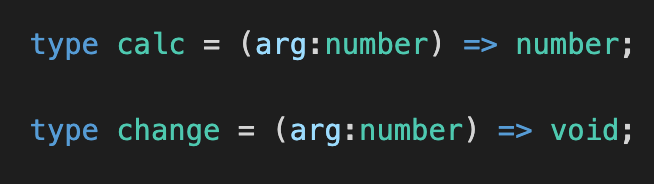 type calc = (arg:number) => number;
type change = (arg:number) => void;